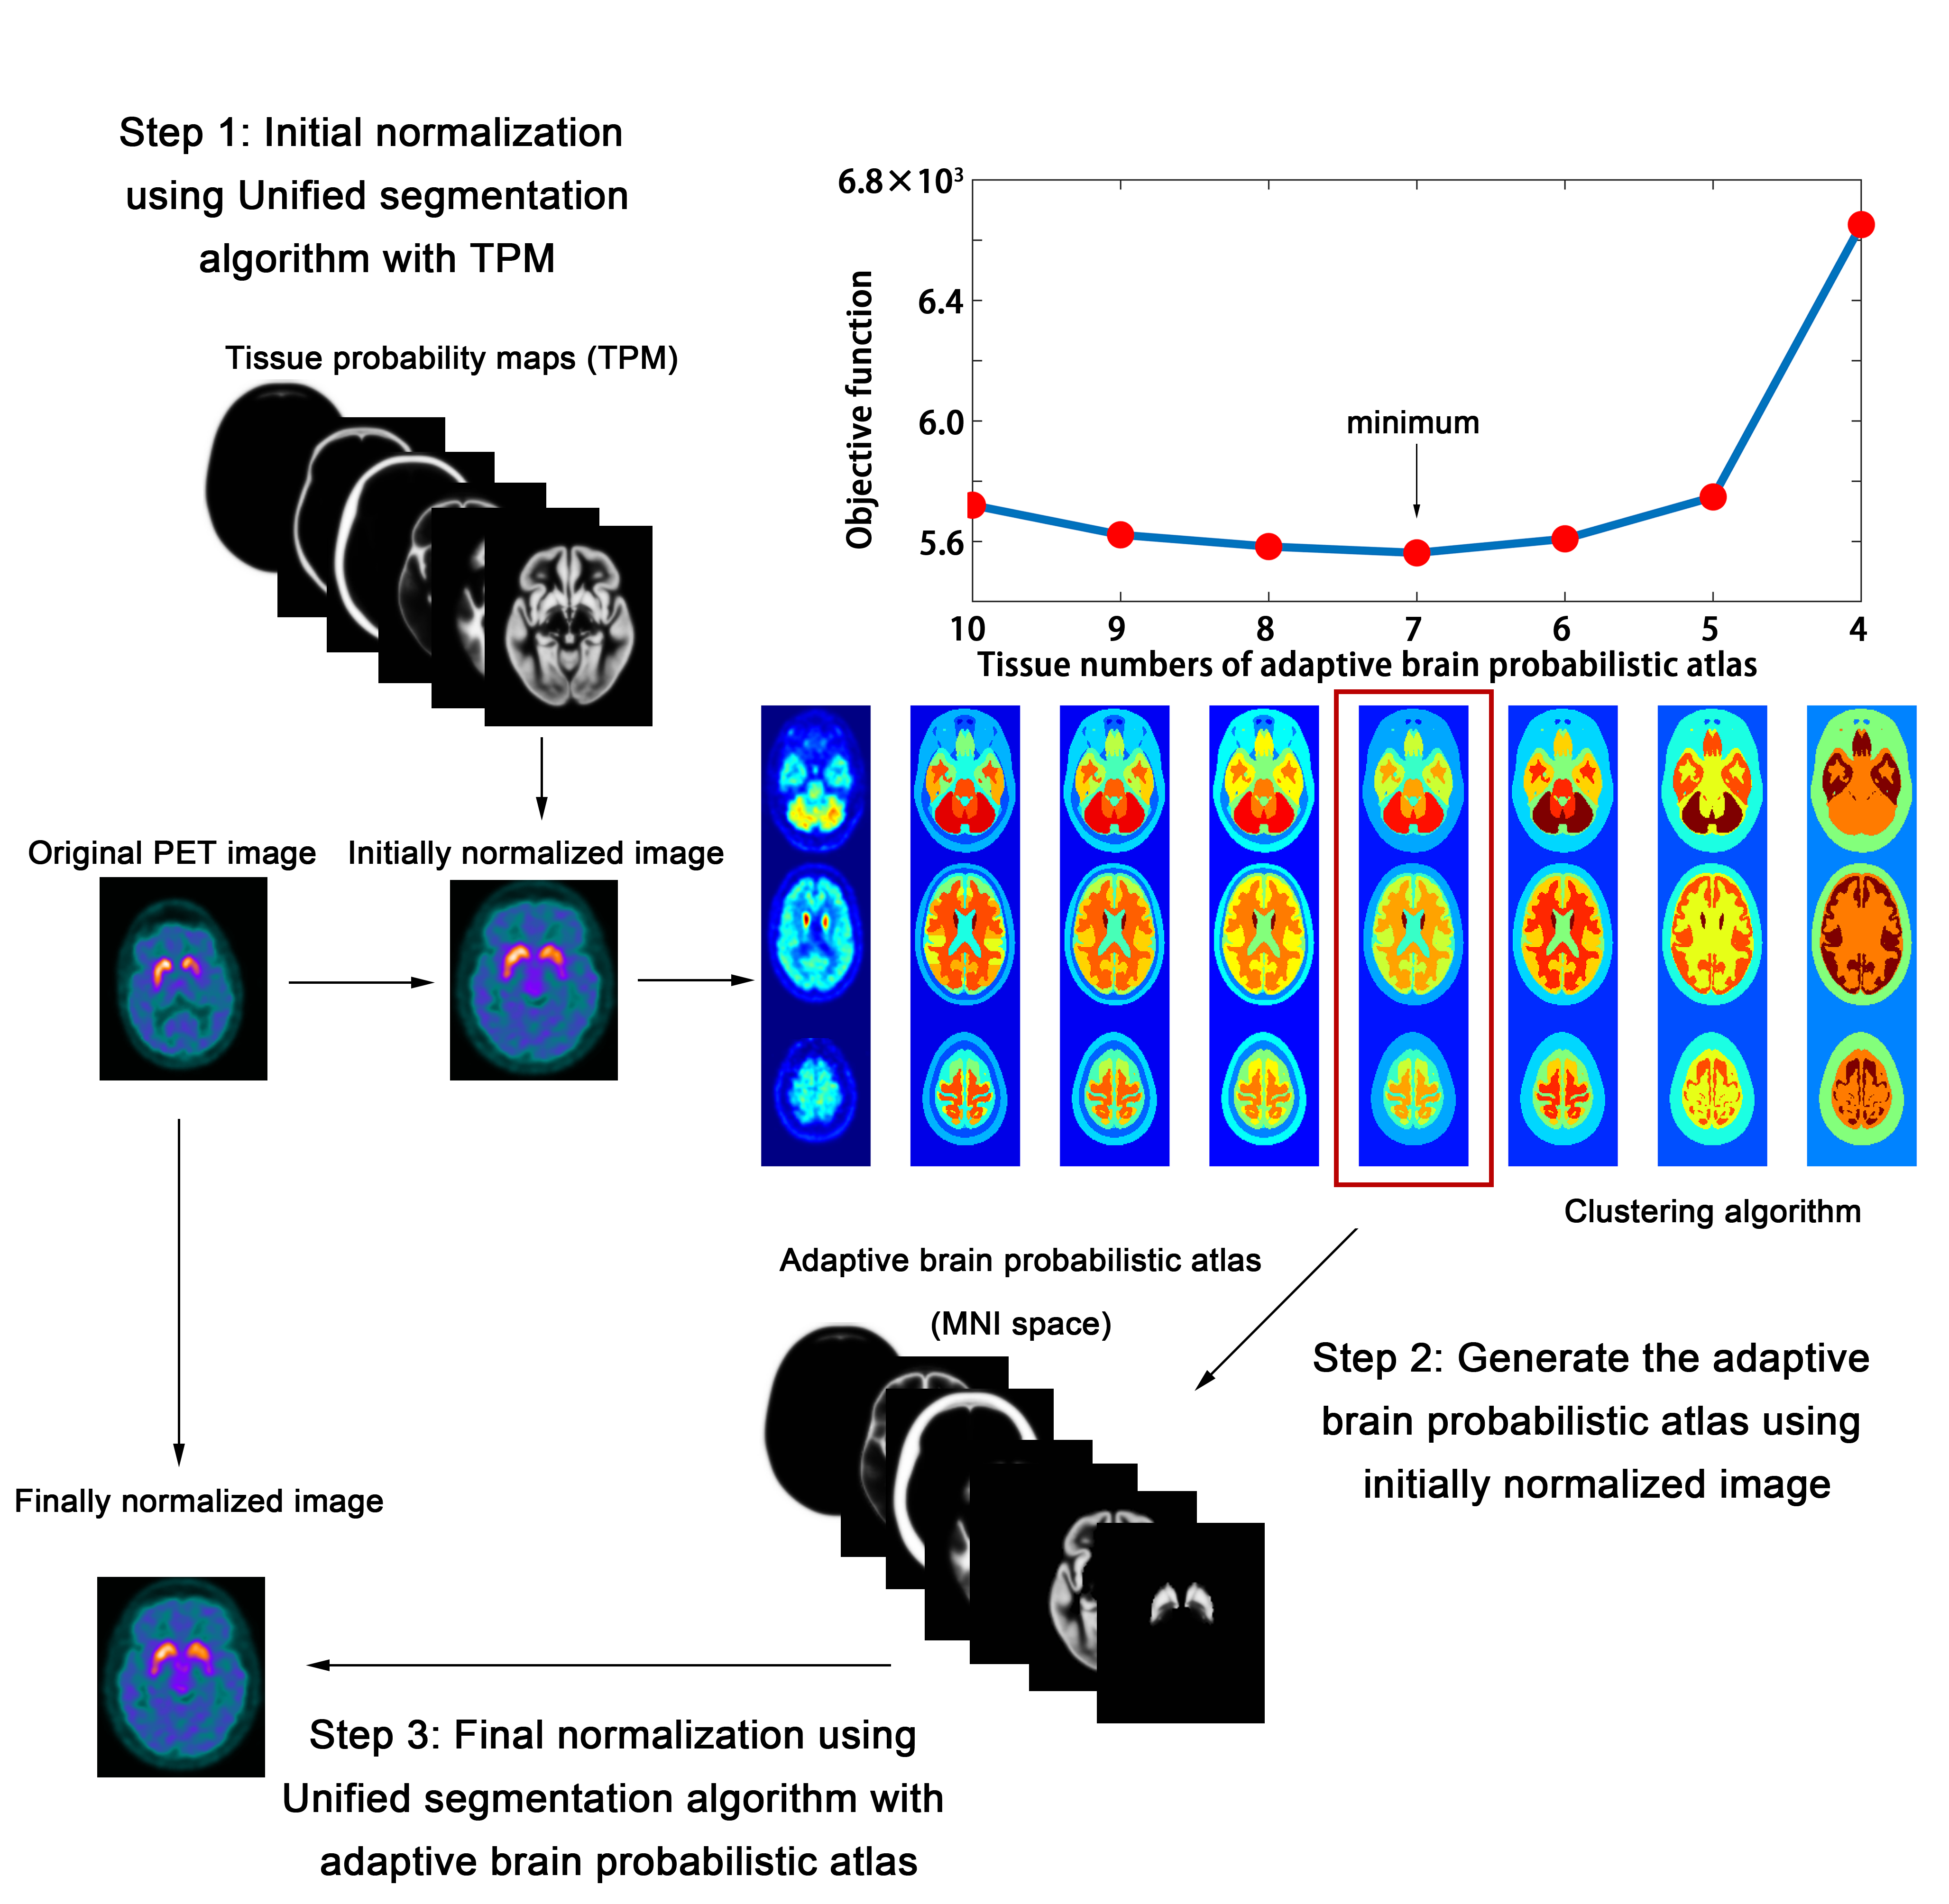 Step 1: Initial normalization
using Unified segmentation
algorithm with TPM
Tissue probability maps (TPM)
Original PET image
Initially normalized image
6.8×10³
6.4
6.0
5.6
Objective function
minimum
10 9 8 7 6 5 4
Tissue numbers of adaptive brain probabilistic atlas
Clustering algorithm
Adaptive brain probabilistic atlas
(MNI space)
Step 2: Generate the adaptive
brain probabilistic atlas using
initially normalized image
Finally normalized image
Step 3: Final normalization using
Unified segmentation algorithm with
adaptive brain probabilistic atlas